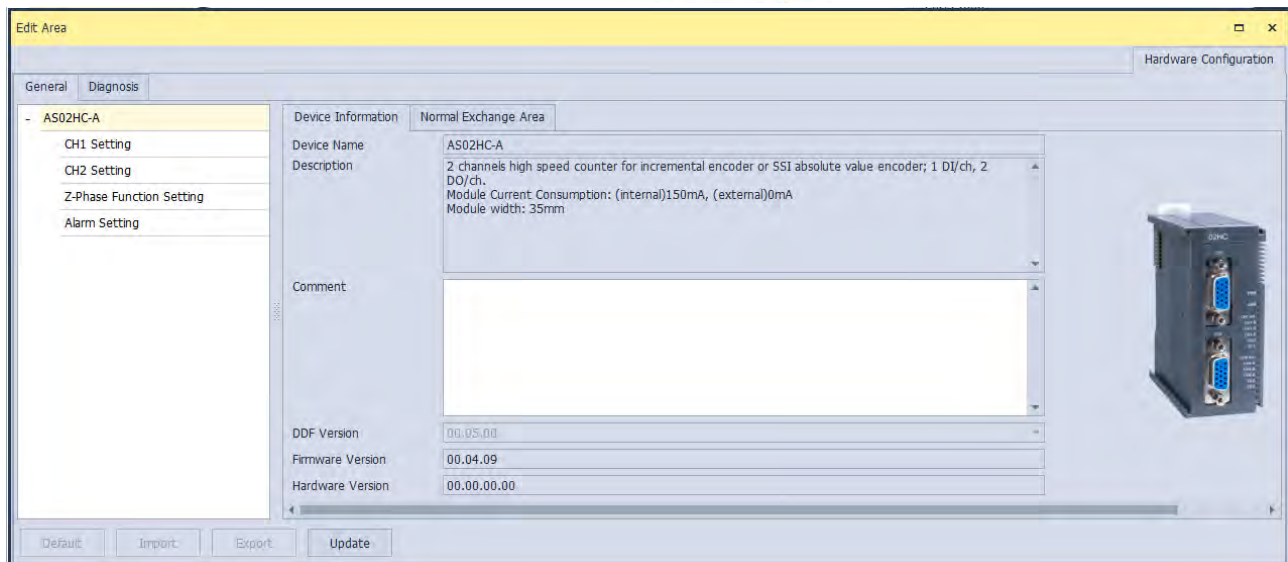 Edit Area
Hardware Configuration
General Diagnosis
- AS02HC-A
CH1 Setting
CH2 Setting
Z-Phase Function Setting
Alarm Setting
Device Information Normal Exchange Area
Device Name AS02HC-A
Description 2 channels high speed counter for incremental encoder or SSI absolute value encoder; 1 DI/ch, 2
DO/ch.
Module Current Consumption: (internal)150mA, (external)0mA
Module width: 35mm
Comment
DDF Version 00.05.00
Firmware Version 00.04.09
Hardware Version 00.00.00.00
02HC
Default Import Export Update